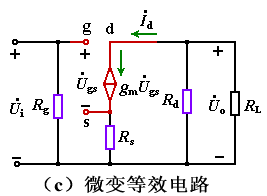 g d İd
+ + +
U̇i Rg U̇gs gmU̇gs Rd U̇o RL
− s
Rs
− −
（c）微变等效电路